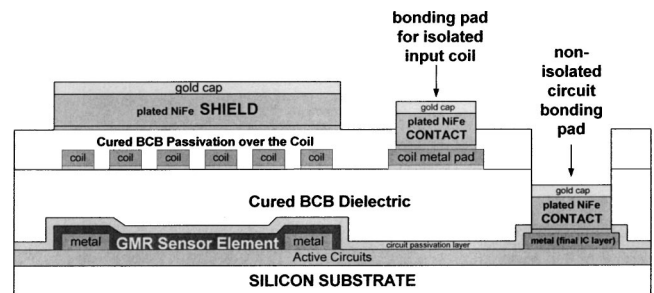 bonding pad
for isolated
input coil
non-
isolated
circuit
bonding
pad
gold cap
plated NiFe SHIELD
gold cap
plated NiFe
CONTACT
Cured BCB Passivation over the Coil
coil coil coil coil coil coil
coil metal pad
Cured BCB Dielectric
gold cap
plated NiFe
CONTACT
metal GMR Sensor Element metal
circuit passivation layer
metal (final IC layer)
Active Circuits
SILICON SUBSTRATE